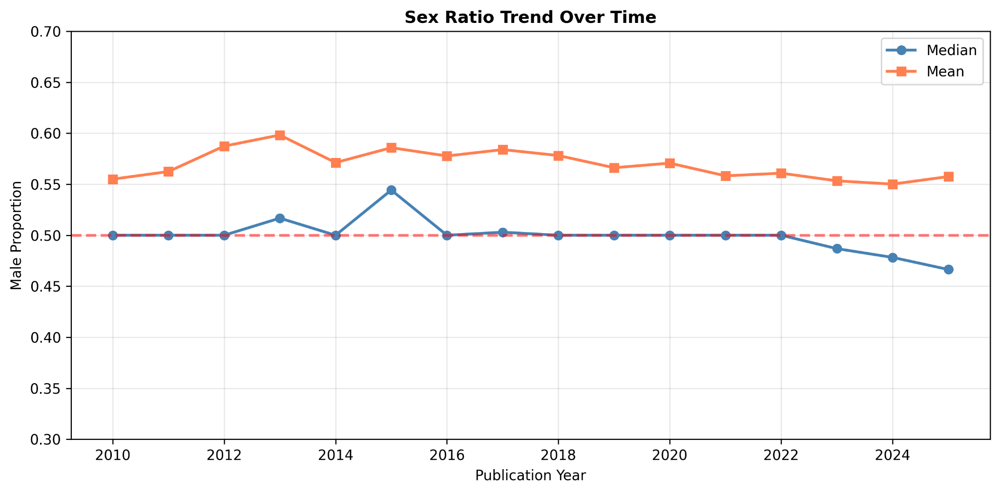 Sex Ratio Trend Over Time
Median
Mean
Male Proportion
0.70
0.65
0.60
0.55
0.50
0.45
0.40
0.35
0.30
2010 2012 2014 2016 2018 2020 2022 2024
Publication Year